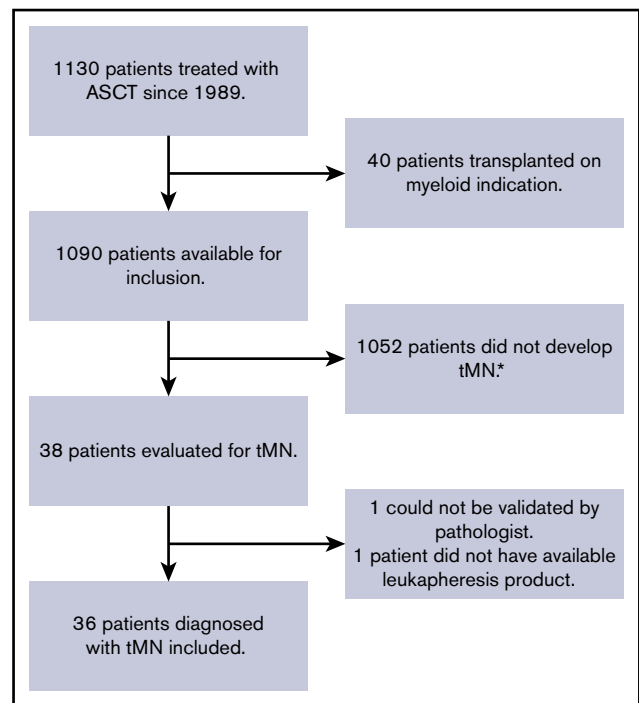 1130 patients treated with
ASCT since 1989.
40 patients transplanted on
myeloid indication.
1090 patients available for
inclusion.
1052 patients did not develop
tMN.*
38 patients evaluated for tMN.
1 could not be validated by
pathologist.
1 patient did not have available
leukapheresis product.
36 patients diagnosed
with tMN included.